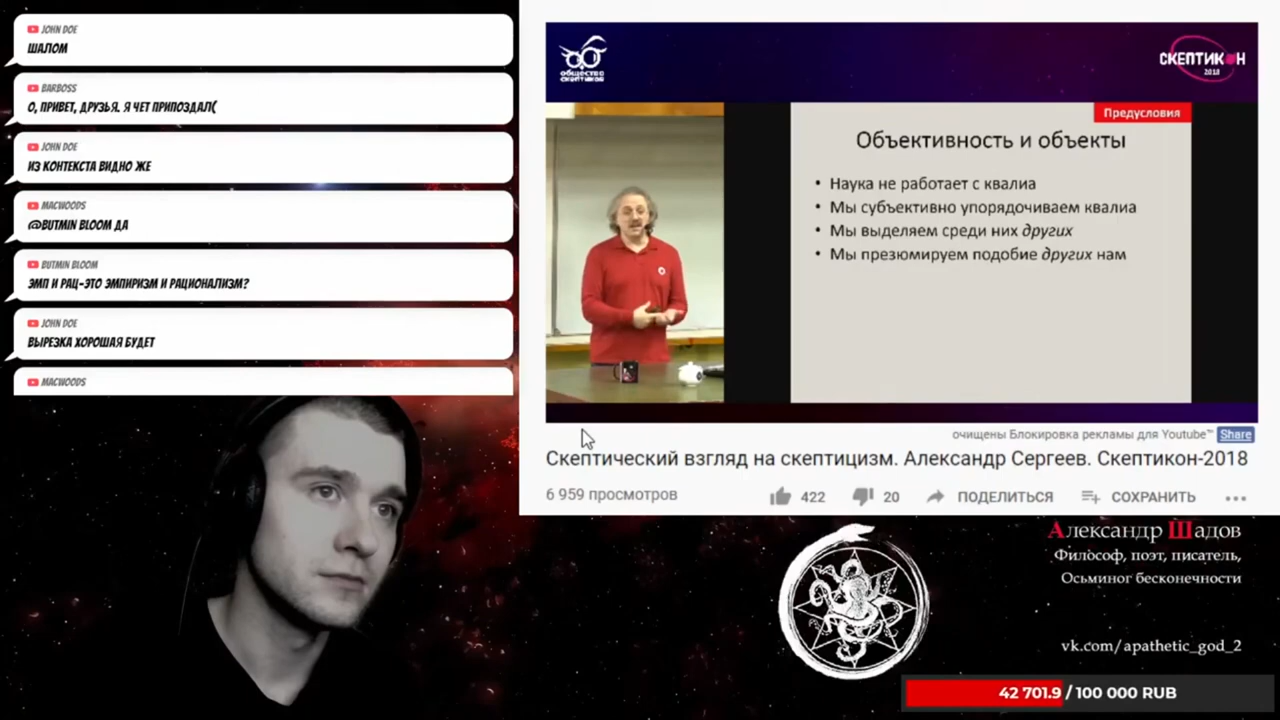 JOHN DOE
ШАЛОМ
BARBOSS
О, ПРИВЕТ, ДРУЗЬЯ. Я ЧЕТ ПРИПОЗДАЛ(
JOHN DOE
ИЗ КОНТЕКСТА ВИДНО ЖЕ
MACWOODS
@BUTMIN BLOOM ДА
BUTMIN BLOOM
ЭМП И РАЦ-ЭТО ЭМПИРИЗМ И РАЦИОНАЛИЗМ?
JOHN DOE
ВЫРЕЗКА ХОРОШАЯ БУДЕТ
MACWOODS
общество
скептиков
СКЕПТИКОН
2018
Предусловия
Объективность и объекты
• Наука не работает с квалиа
• Мы субъективно упорядочиваем квалиа
• Мы выделяем среди них других
• Мы презюмируем подобие других нам
очищены Блокировка рекламы для Youtube™ Share
Скептический взгляд на скептицизм. Александр Сергеев. Скептикон-2018
6 959 просмотров
422
20
ПОДЕЛИТЬСЯ
СОХРАНИТЬ
Александр Шадов
Философ, поэт, писатель,
Осьминог бесконечности
vk.com/apathetic_god_2
42 701.9 / 100 000 RUB